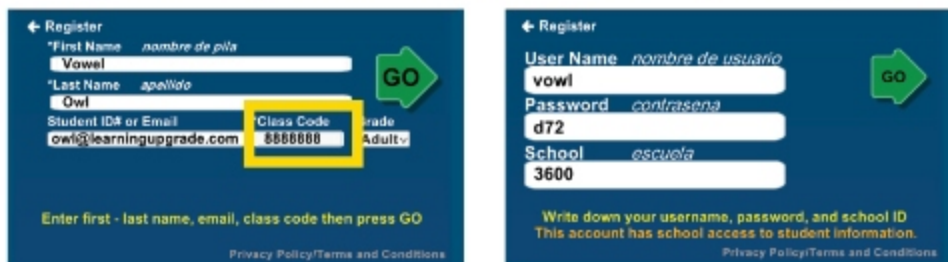 ← Register
*First Name nombre de pila
Vowel
*Last Name apellido
Owl
GO
Student ID# or Email *Class Code Grade
owl@learningupgrade.com 8888888 Adult
Enter first - last name, email, class code then press GO
Privacy Policy/Terms and Conditions
← Register
User Name nombre de usuario
vowl
GO
Password contrasena
d72
School escuela
3600
Write down your username, password, and school ID
This account has school access to student information.
Privacy Policy/Terms and Conditions